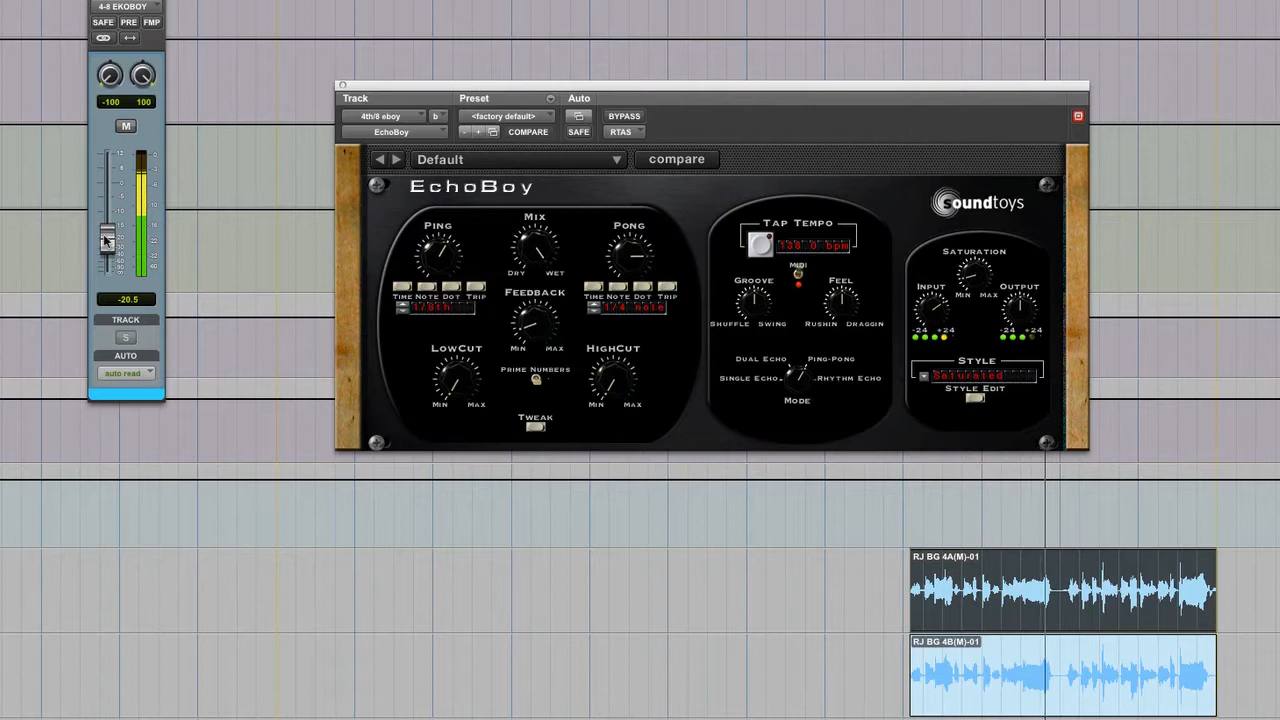 4-8 EKOBOY
SAFE PRE FMP
-100 100
M
-20.5
TRACK
S
AUTO
auto read
Track Preset Auto
4th/8 eboy b <factory default> BYPASS
EchoBoy - + COMPARE SAFE RTAS
Default compare
EchoBoy
soundtoys
PING MIX PONG
DRY WET
TIME NOTE DOT TRIP
1/8th
FEEDBACK
MIN MAX
TIME NOTE DOT TRIP
1/4 note
LOWCUT HIGHCUT
PRIME NUMBERS
MIN MAX MIN MAX
TWEAK
TAP TEMPO
138.0 bpm
MIDI
GROOVE FEEL
SHUFFLE SWING RUSHIN DRAGGIN
DUAL ECHO PING-PONG
SINGLE ECHO RHYTHM ECHO
MODE
SATURATION
MIN MAX
INPUT OUTPUT
-24 +24 -24 +24
STYLE
Saturated
STYLE EDIT
RJ BG 4A(M)-01
RJ BG 4B(M)-01